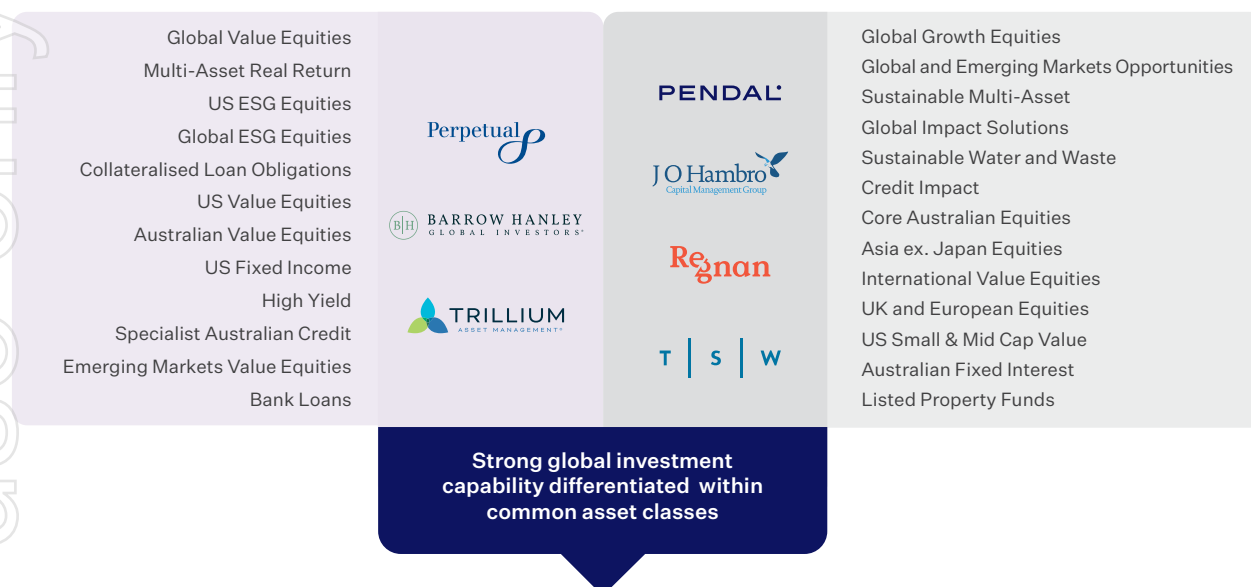 Global Value Equities
Multi-Asset Real Return
US ESG Equities
Global ESG Equities
Collateralised Loan Obligations
US Value Equities
Australian Value Equities
US Fixed Income
High Yield
Specialist Australian Credit
Emerging Markets Value Equities
Bank Loans
Perpetual
B|H
BARROW HANLEY
GLOBAL INVESTORS
TRILLIUM
ASSET MANAGEMENT
PENDAL
J O Hambro
Capital Management Group
Regnan
T | S | W
Global Growth Equities
Global and Emerging Markets Opportunities
Sustainable Multi-Asset
Global Impact Solutions
Sustainable Water and Waste
Credit Impact
Core Australian Equities
Asia ex. Japan Equities
International Value Equities
UK and European Equities
US Small & Mid Cap Value
Australian Fixed Interest
Listed Property Funds
Strong global investment
capability differentiated within
common asset classes